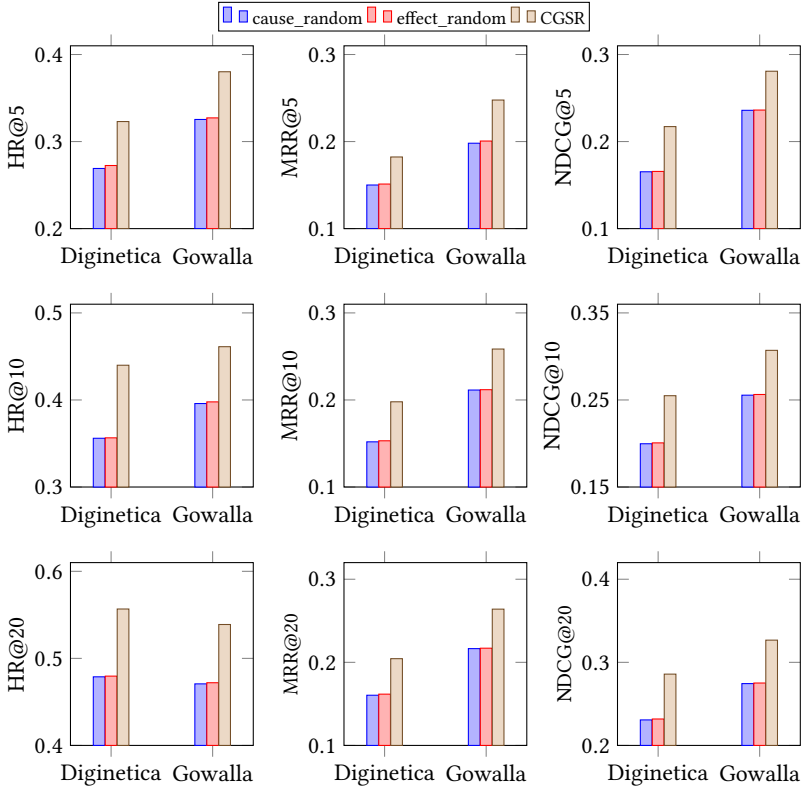 cause_random effect_random CGSR
HR@5
0.4
0.3
0.2
Diginetica Gowalla
MRR@5
0.3
0.2
0.1
Diginetica Gowalla
NDCG@5
0.3
0.2
0.1
Diginetica Gowalla
HR@10
0.5
0.4
0.3
Diginetica Gowalla
MRR@10
0.3
0.2
0.1
Diginetica Gowalla
NDCG@10
0.35
0.25
0.15
Diginetica Gowalla
HR@20
0.6
0.5
0.4
Diginetica Gowalla
MRR@20
0.3
0.2
0.1
Diginetica Gowalla
NDCG@20
0.4
0.3
0.2
Diginetica Gowalla